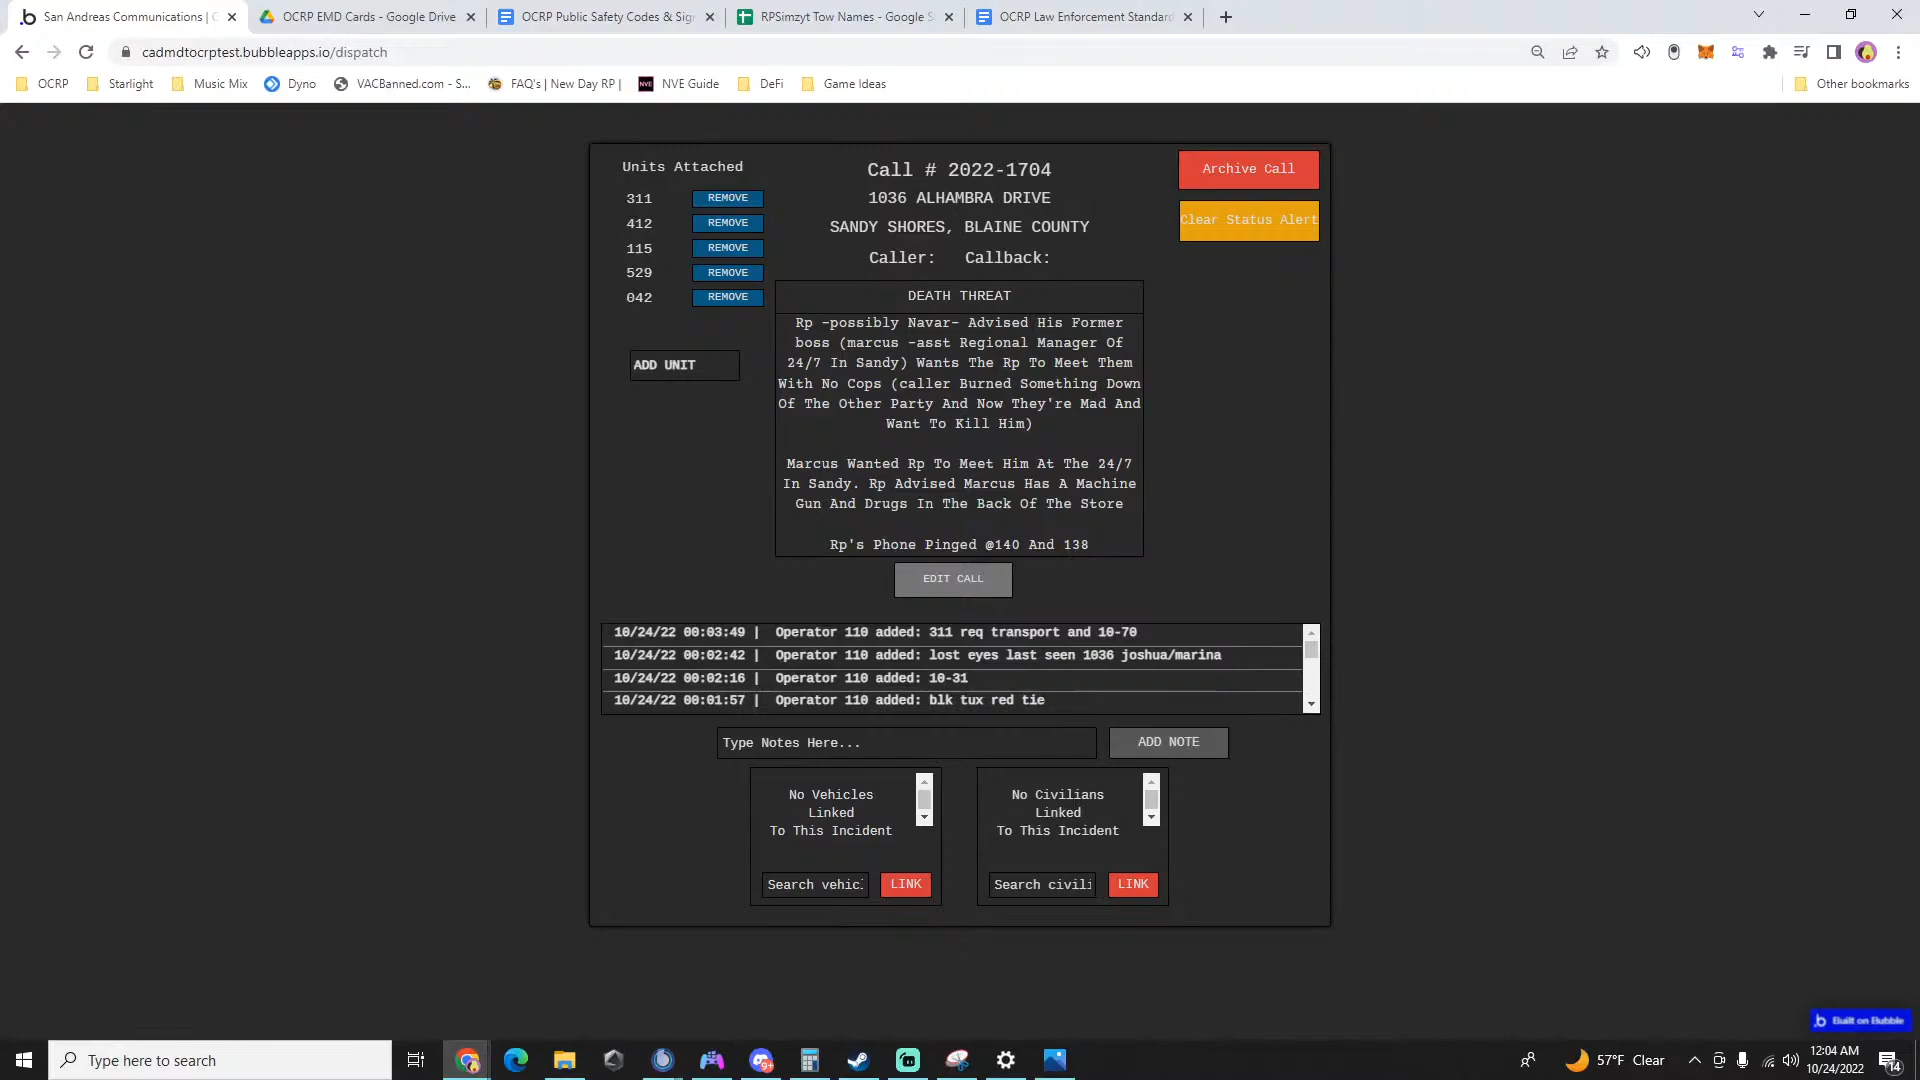 San Andreas Communications | C
OCRP EMD Cards - Google Drive
OCRP Public Safety Codes & Sig
RPSimzyt Tow Names - Google S
OCRP Law Enforcement Standard
cadmdtocrptest.bubbleapps.io/dispatch
OCRP
Starlight
Music Mix
Dyno
VACBanned.com - S...
FAQ's | New Day RP |
NVE
NVE Guide
DeFi
Game Ideas
Other bookmarks
Units Attached
311 REMOVE
412 REMOVE
115 REMOVE
529 REMOVE
042 REMOVE
ADD UNIT
Call # 2022-1704
1036 ALHAMBRA DRIVE
SANDY SHORES, BLAINE COUNTY
Caller: Callback:
Archive Call
Clear Status Alert
DEATH THREAT
Rp -possibly Navar- Advised His Former
boss (marcus -asst Regional Manager Of
24/7 In Sandy) Wants The Rp To Meet Them
With No Cops (caller Burned Something Down
Of The Other Party And Now They're Mad And
Want To Kill Him)
Marcus Wanted Rp To Meet Him At The 24/7
In Sandy. Rp Advised Marcus Has A Machine
Gun And Drugs In The Back Of The Store
Rp's Phone Pinged @140 And 138
EDIT CALL
10/24/22 00:03:49 | Operator 110 added: 311 req transport and 10-70
10/24/22 00:02:42 | Operator 110 added: lost eyes last seen 1036 joshua/marina
10/24/22 00:02:16 | Operator 110 added: 10-31
10/24/22 00:01:57 | Operator 110 added: blk tux red tie
Type Notes Here...
ADD NOTE
No Vehicles
Linked
To This Incident
Search vehic:
LINK
No Civilians
Linked
To This Incident
Search civili
LINK
Built on Bubble
Type here to search
9+
57°F Clear
12:04 AM
10/24/2022
14